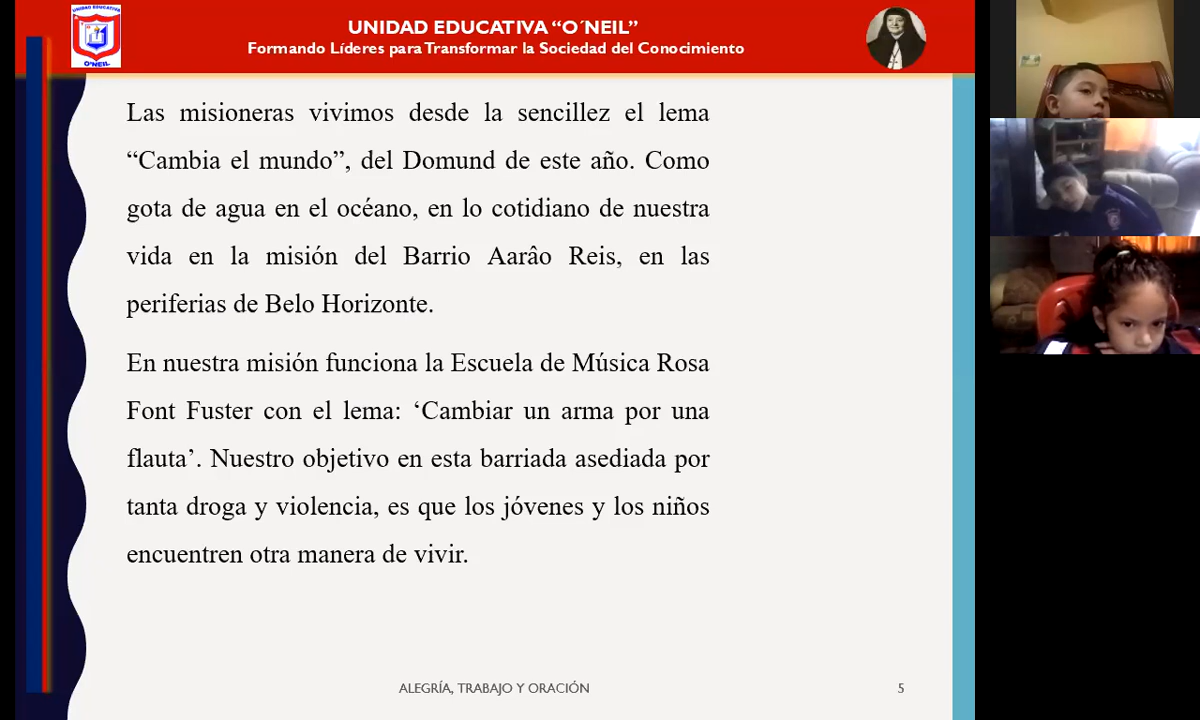 UNIDAD EDUCATIVA
O'NEIL
UNIDAD EDUCATIVA “O´NEIL”
Formando Líderes para Transformar la Sociedad del Conocimiento
Las misioneras vivimos desde la sencillez el lema
“Cambia el mundo”, del Domund de este año. Como
gota de agua en el océano, en lo cotidiano de nuestra
vida en la misión del Barrio Aarâo Reis, en las
periferias de Belo Horizonte.
En nuestra misión funciona la Escuela de Música Rosa
Font Fuster con el lema: ‘Cambiar un arma por una
flauta’. Nuestro objetivo en esta barriada asediada por
tanta droga y violencia, es que los jóvenes y los niños
encuentren otra manera de vivir.
ALEGRÍA, TRABAJO Y ORACIÓN
5